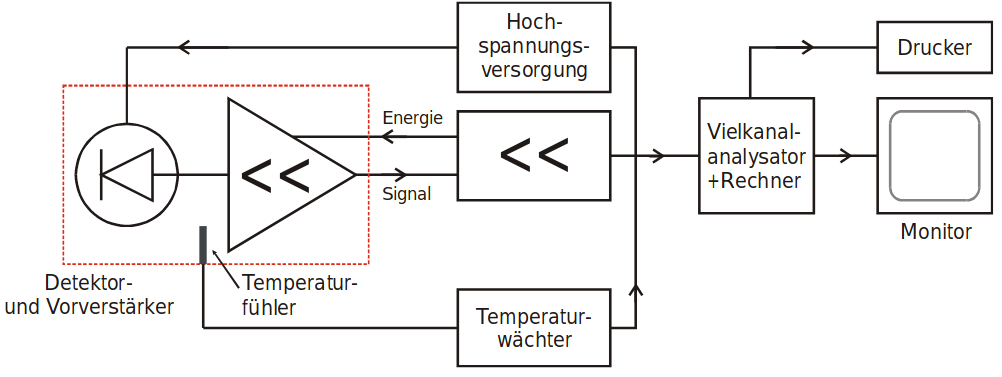 Hoch-
spannungs-
versorgung
Drucker
Energie
<<
<<
Signal
Vielkanal-
analysator
+Rechner
Monitor
Detektor-
und Vorverstärker
Temperatur-
fühler
Temperatur-
wächter